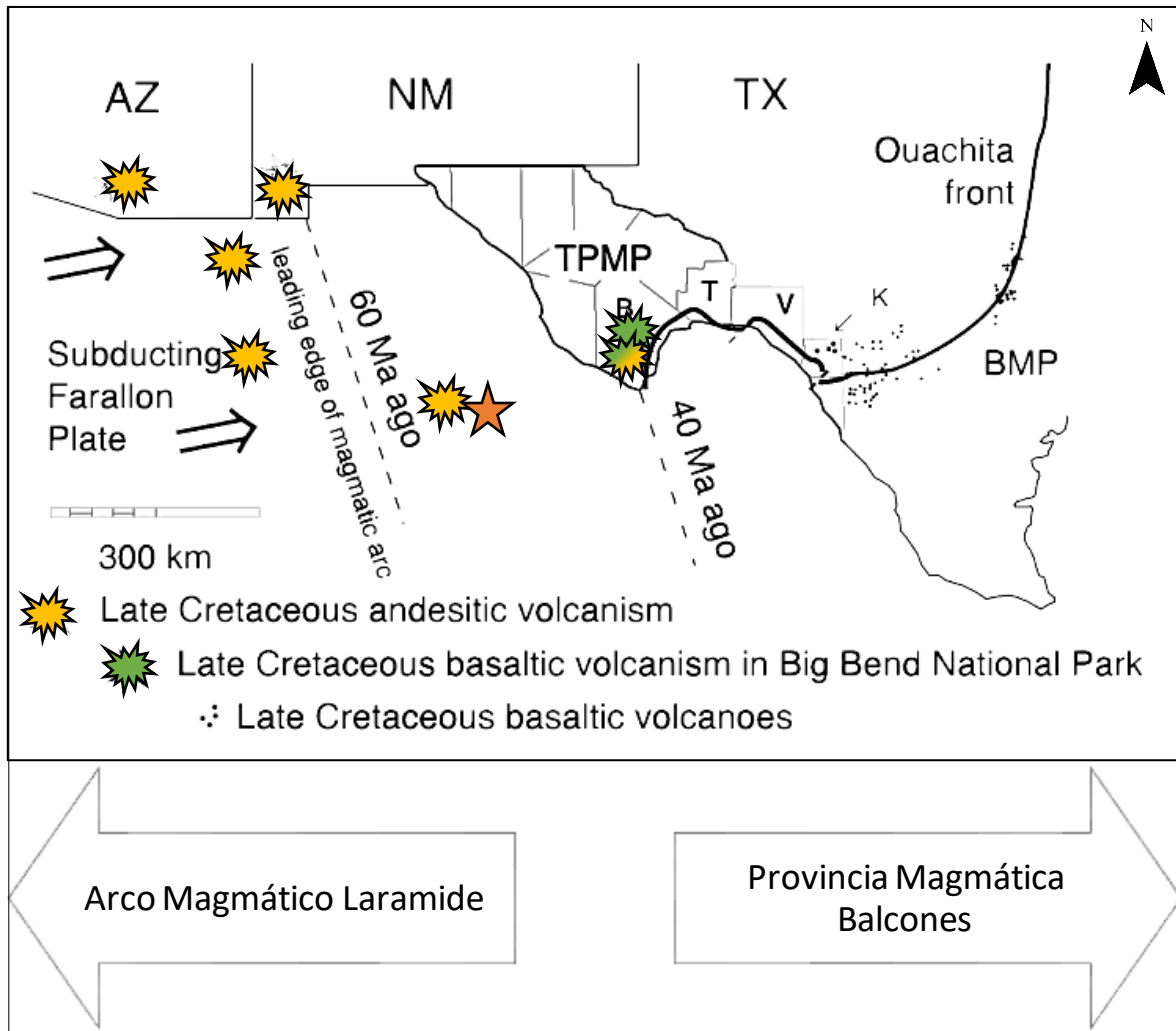 N
AZ
NM
TX
Ouachita
front
TPMP
B
T
V
K
BMP
leading edge of magmatic arc
60 Ma ago
Subducting
Farallon
Plate
40 Ma ago
300 km
Late Cretaceous andesitic volcanism
Late Cretaceous basaltic volcanism in Big Bend National Park
Late Cretaceous basaltic volcanoes
Arco Magmático Laramide
Provincia Magmática
Balcones